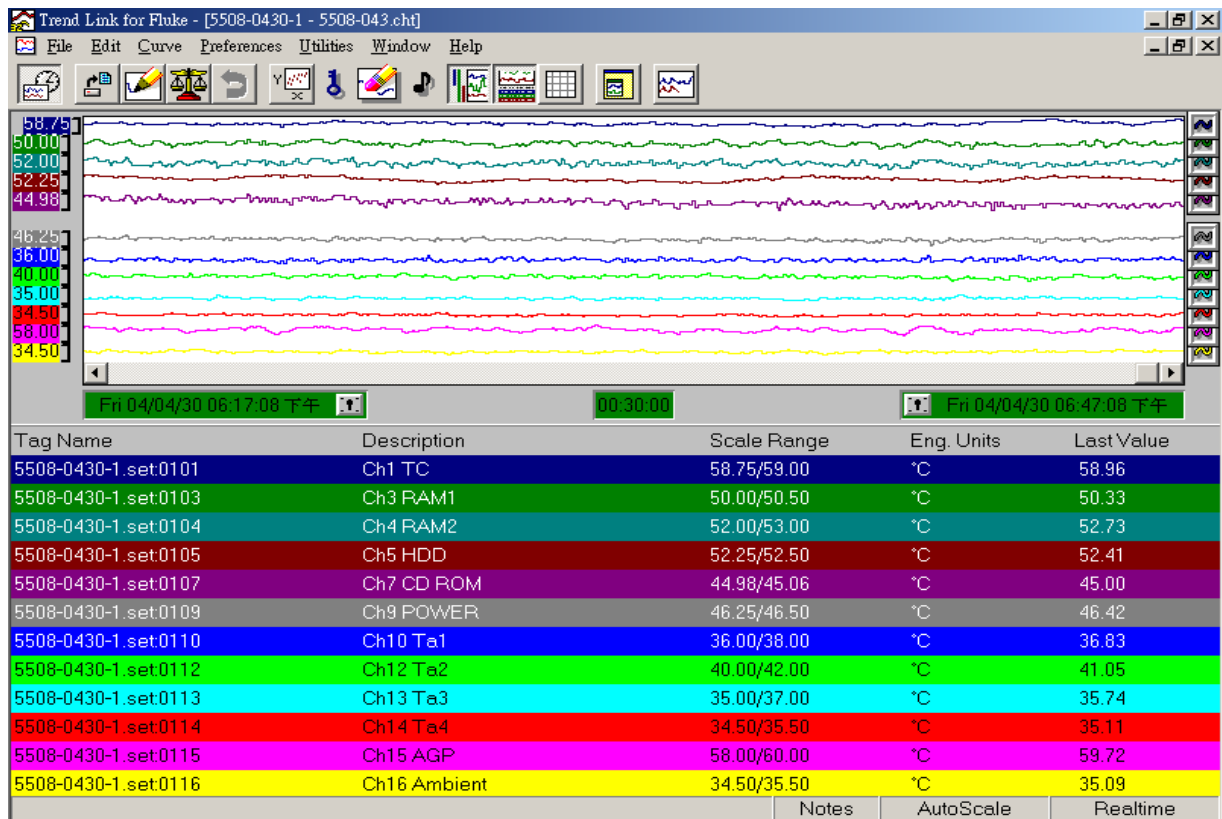 Trend Link for Fluke - [5508-0430-1 - 5508-043.cht]
File Edit Curve Preferences Utilities Window Help
58.75
50.00
52.00
52.25
44.98
46.25
36.00
40.00
35.00
34.50
58.00
34.50
Fri 04/04/30 06:17:08 下午 00:30:00 Fri 04/04/30 06:47:08 下午
Tag Name Description Scale Range Eng. Units Last Value
5508-0430-1.set:0101 Ch1 TC 58.75/59.00 °C 58.96
5508-0430-1.set:0103 Ch3 RAM1 50.00/50.50 °C 50.33
5508-0430-1.set:0104 Ch4 RAM2 52.00/53.00 °C 52.73
5508-0430-1.set:0105 Ch5 HDD 52.25/52.50 °C 52.41
5508-0430-1.set:0107 Ch7 CD ROM 44.98/45.06 °C 45.00
5508-0430-1.set:0109 Ch9 POWER 46.25/46.50 °C 46.42
5508-0430-1.set:0110 Ch10 Ta1 36.00/38.00 °C 36.83
5508-0430-1.set:0112 Ch12 Ta2 40.00/42.00 °C 41.05
5508-0430-1.set:0113 Ch13 Ta3 35.00/37.00 °C 35.74
5508-0430-1.set:0114 Ch14 Ta4 34.50/35.50 °C 35.11
5508-0430-1.set:0115 Ch15 AGP 58.00/60.00 °C 59.72
5508-0430-1.set:0116 Ch16 Ambient 34.50/35.50 °C 35.09
Notes AutoScale Realtime